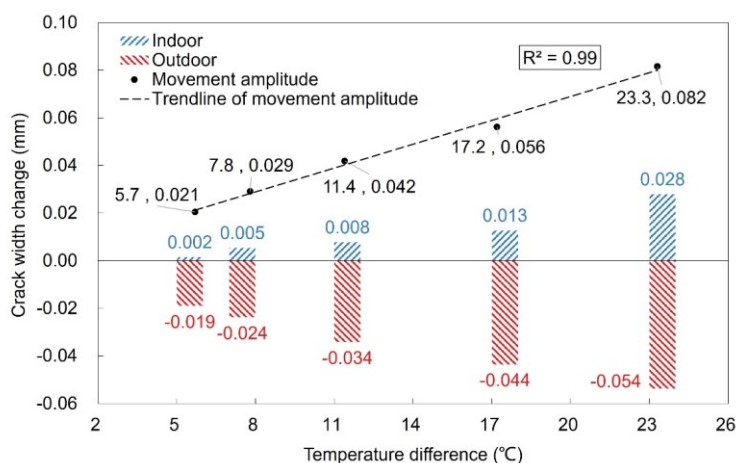 0.10
0.08
0.06
0.04
0.02
0.00
-0.02
-0.04
-0.06
Crack width change (mm)
Indoor
Outdoor
Movement amplitude
Trendline of movement amplitude
R² = 0.99
5.7 , 0.021
7.8 , 0.029
11.4 , 0.042
17.2 , 0.056
23.3, 0.082
0.002
0.005
0.008
0.013
0.028
-0.019
-0.024
-0.034
-0.044
-0.054
2
5
8
11
14
17
20
23
26
Temperature difference (℃)